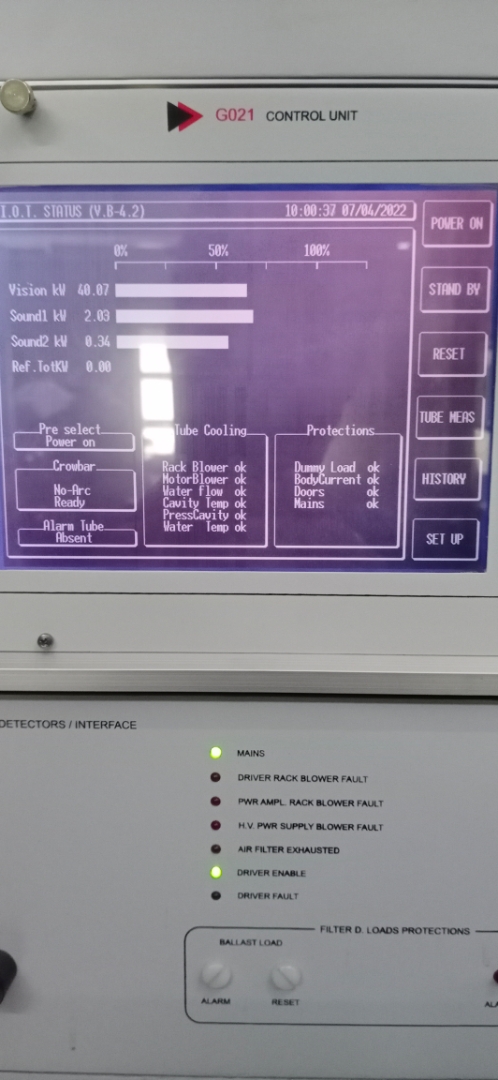 G021 CONTROL UNIT
I.O.T. STATUS (V.B-4.2) 10:00:37 07/04/2022
POWER ON
0% 50% 100%
Vision kW 40.07
STAND BY
Sound1 kW 2.03
Sound2 kW 0.34
RESET
Ref.TotKW 0.00
TUBE MEAS
Pre select
Power on
Crowbar
No-Arc
Ready
Alarm Tube
Absent
Tube Cooling
Rack Blower ok
MotorBlower ok
Water flow ok
Cavity Temp ok
PressCavity ok
Water Temp ok
Protections
Dummy Load ok
BodyCurrent ok
Doors ok
Mains ok
HISTORY
SET UP
DETECTORS / INTERFACE
MAINS
DRIVER RACK BLOWER FAULT
PWR AMPL. RACK BLOWER FAULT
H.V. PWR SUPPLY BLOWER FAULT
AIR FILTER EXHAUSTED
DRIVER ENABLE
DRIVER FAULT
FILTER D. LOADS PROTECTIONS
BALLAST LOAD
ALARM RESET